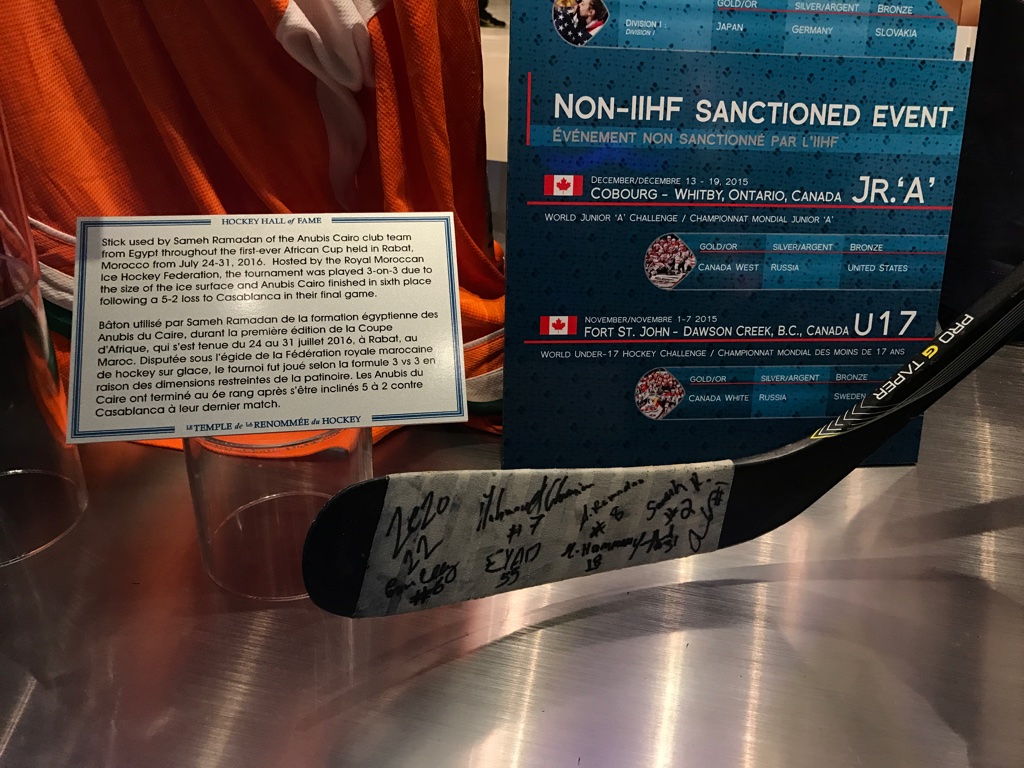 HOCKEY HALL of FAME
Stick used by Sameh Ramadan of the Anubis Cairo club team
from Egypt throughout the first-ever African Cup held in Rabat,
Morocco from July 24-31, 2016. Hosted by the Royal Moroccan
Ice Hockey Federation, the tournament was played 3-on-3 due to
the size of the ice surface and Anubis Cairo finished in sixth place
following a 5-2 loss to Casablanca in their final game.
Bâton utilisé par Sameh Ramadan de la formation égyptienne des
Anubis du Caire, durant la première édition de la Coupe
d'Afrique, qui s'est tenue du 24 au 31 juillet 2016, à Rabat, au
Maroc. Disputée sous l'égide de la Fédération royale marocaine
de hockey sur glace, le tournoi fut joué selon la formule 3 vs 3 en
raison des dimensions restreintes de la patinoire. Les Anubis du
Caire ont terminé au 6e rang après s'être inclinés 5 à 2 contre
Casablanca à leur dernier match.
LE TEMPLE de la RENOMMÉE du HOCKEY
GOLD/OR SILVER/ARGENT BRONZE
DIVISION I:
DIVISION I
JAPAN GERMANY SLOVAKIA
NON-IIHF SANCTIONED EVENT
ÉVÉNEMENT NON SANCTIONNÉ PAR L'IIHF
DECEMBER/DÉCEMBRE 13 - 19, 2015
COBOURG - WHITBY, ONTARIO, CANADA JR. 'A'
WORLD JUNIOR 'A' CHALLENGE / CHAMPIONNAT MONDIAL JUNIOR 'A'
GOLD/OR SILVER/ARGENT BRONZE
CANADA WEST RUSSIA UNITED STATES
NOVEMBER/NOVEMBRE 1-7 2015
FORT ST. JOHN - DAWSON CREEK, B.C., CANADA U17
WORLD UNDER-17 HOCKEY CHALLENGE / CHAMPIONNAT MONDIAL DES MOINS DE 17 ANS
GOLD/OR SILVER/ARGENT BRONZE
CANADA WHITE RUSSIA SWEDEN
PRO G TAPER
22
#6
#7
EYAD
55
#8
18
#2